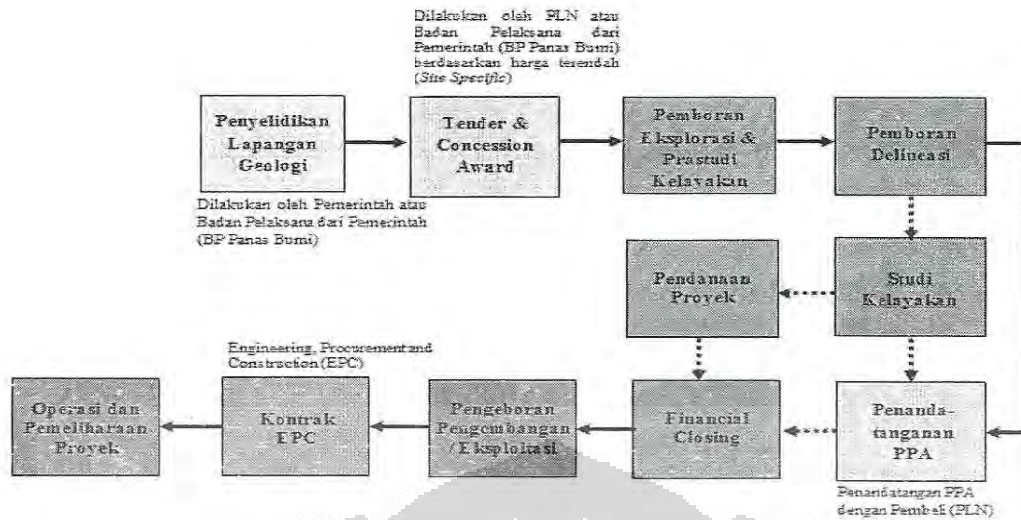 Dilakukan oleh PLN atau
Badan Pelaksana dari
Pemerintah (BP Panas Bumi)
berdasarkan harga terendah
(Site Specific)
Penyelidikan
Lapangan
Geologi
Tender &
Concession
Award
Pemboran
Eksplorasi &
Prastudi
Kelayakan
Pemboran
Delineasi
Dilakukan oleh Pemerintah atau
Badan Pelaksana dari Pemerintah
(BP Panas Bumi)
Pendanaan
Proyek
Studi
Kelayakan
Engineering, Procurement and
Construction (EPC)
Operasi dan
Pemeliharaan
Proyek
Kontrak
EPC
Pengeboran
Pengembangan
/ Eksploitasi
Financial
Closing
Penanda-
tanganan
PPA
Penandatangan PPA
dengan Pembeli (PLN)